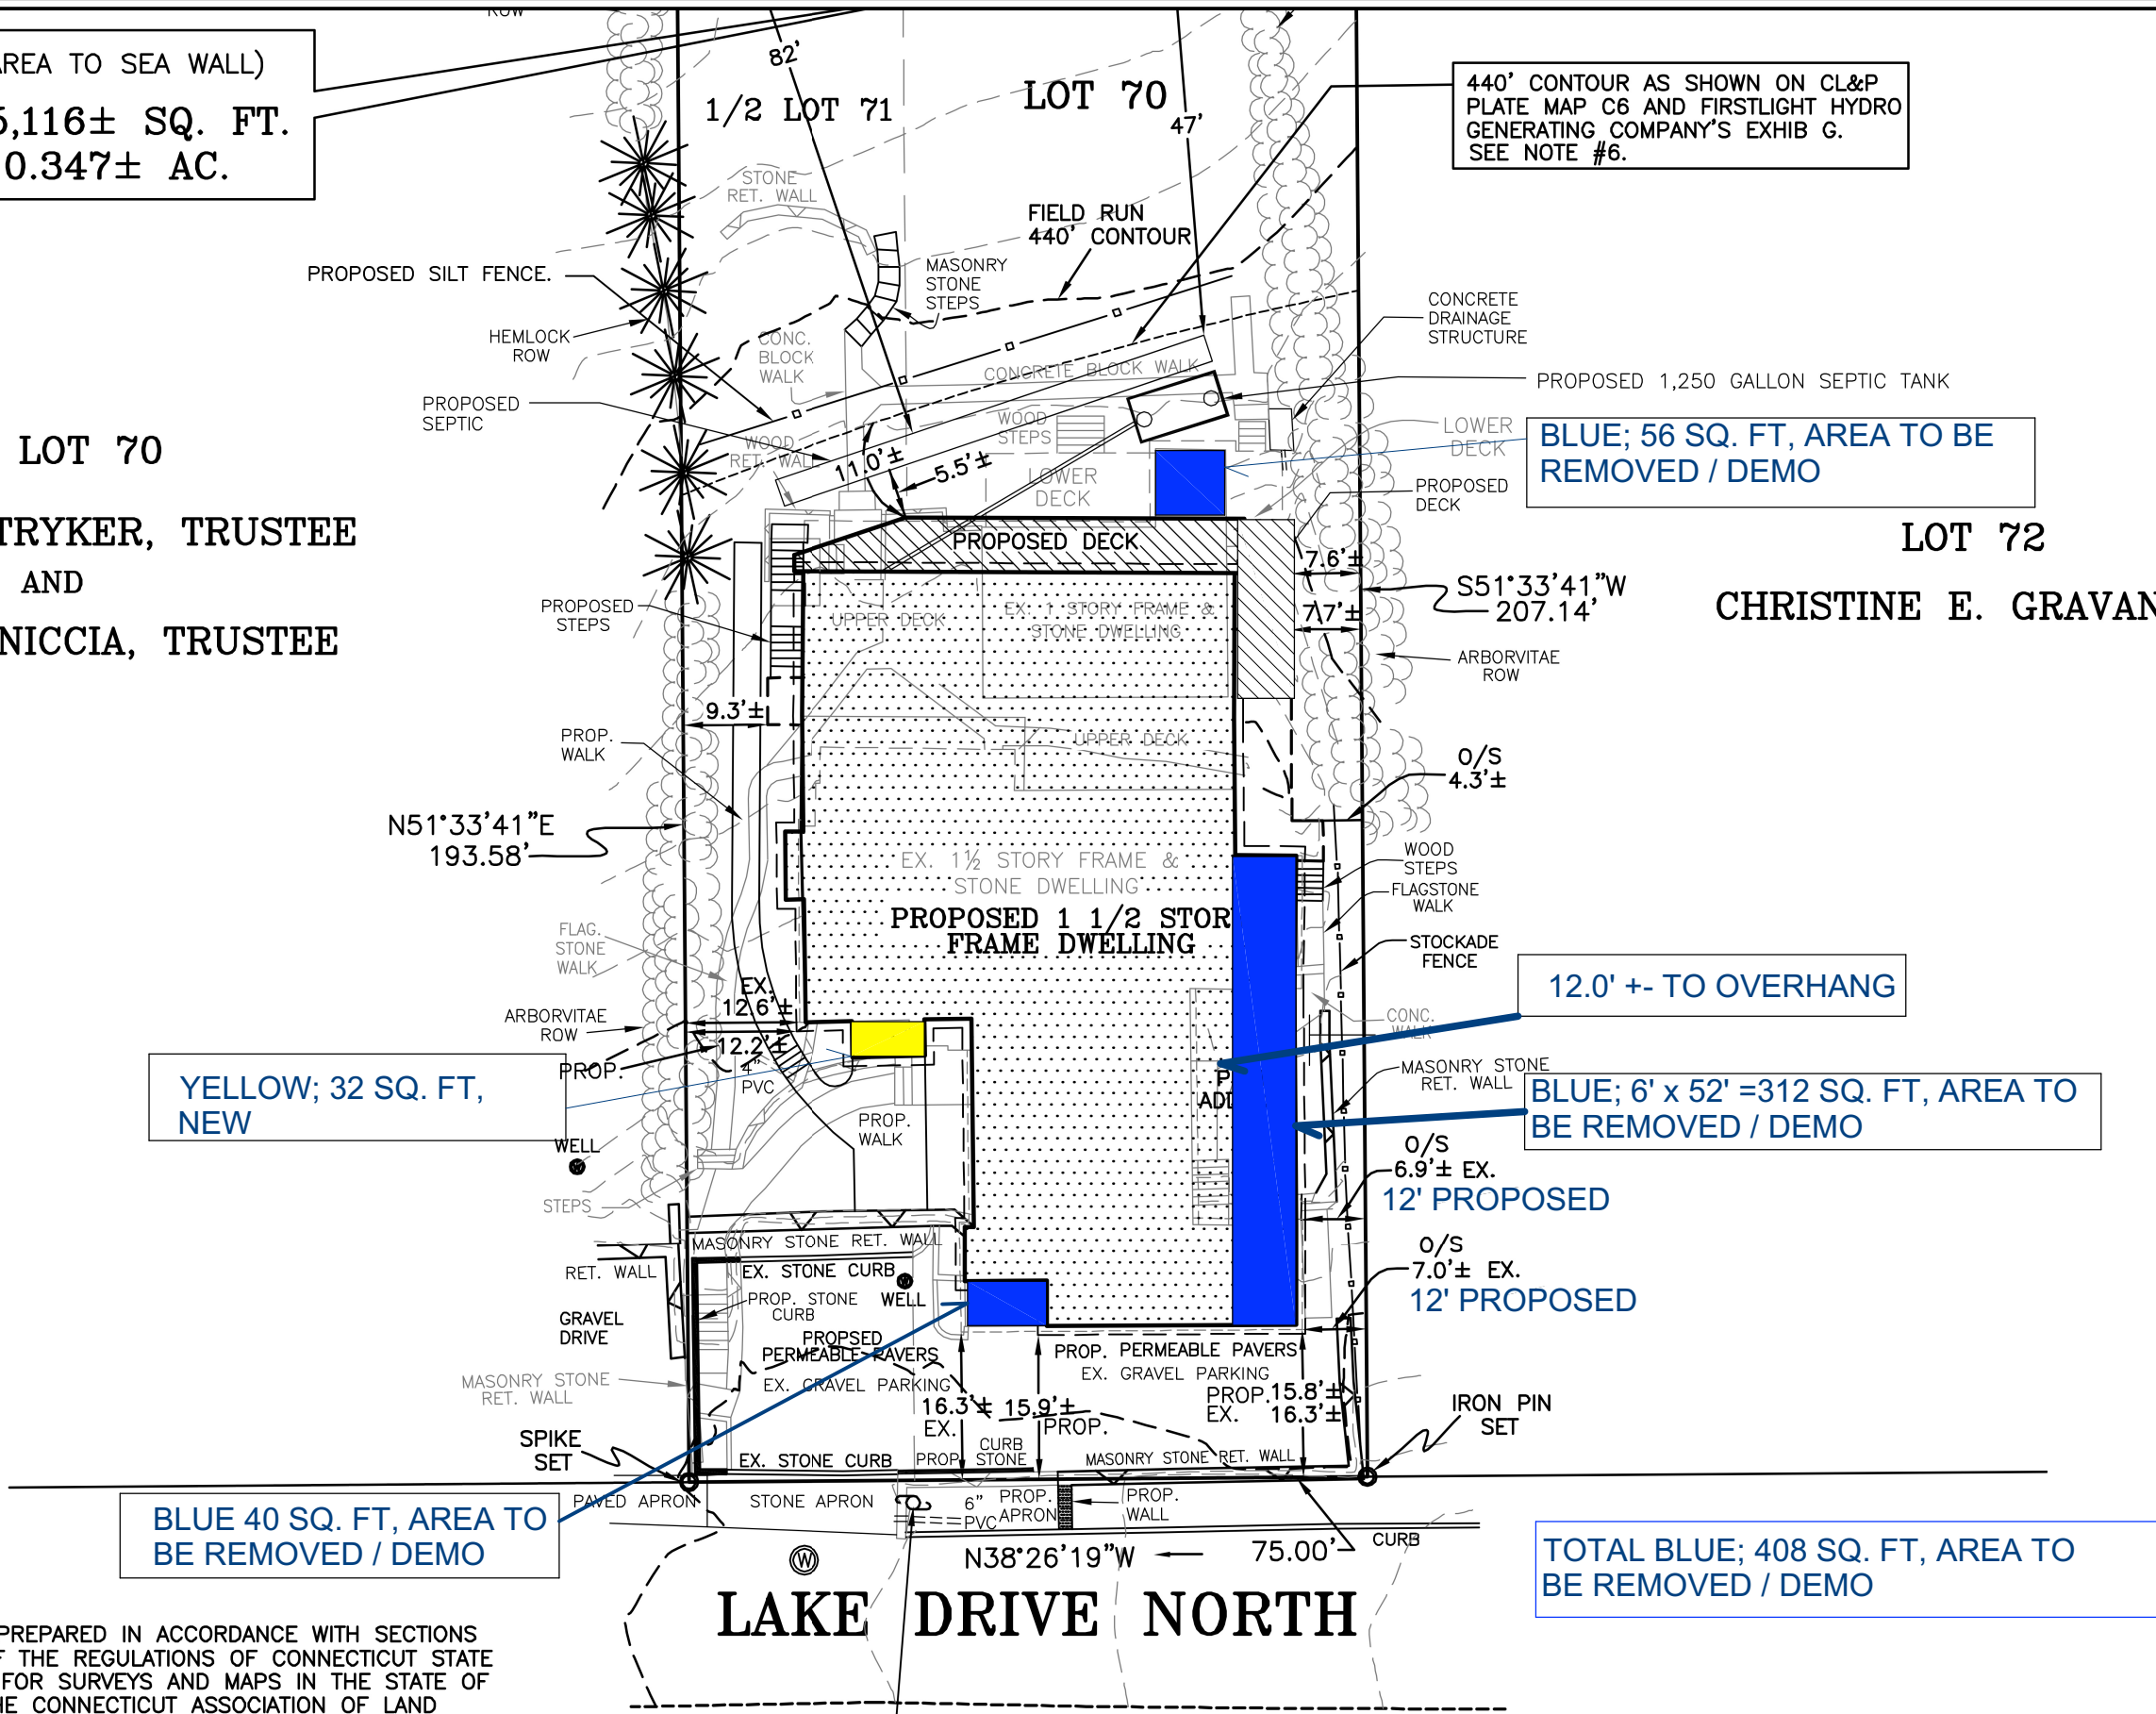 AREA TO SEA WALL)
5,116± SQ. FT.
0.347± AC.
ROW
82'
1/2 LOT 71
LOT 70
47'
440' CONTOUR AS SHOWN ON CL&P
PLATE MAP C6 AND FIRSTLIGHT HYDRO
GENERATING COMPANY'S EXHIB G.
SEE NOTE #6.
STONE
RET. WALL
FIELD RUN
440' CONTOUR
PROPOSED SILT FENCE.
MASONRY
STONE
STEPS
HEMLOCK
ROW
CONC.
BLOCK
WALK
CONCRETE BLOCK WALK
CONCRETE
DRAINAGE
STRUCTURE
PROPOSED 1,250 GALLON SEPTIC TANK
PROPOSED
SEPTIC
WOOD
STEPS
WOOD
RET. WALL
LOWER
DECK
BLUE; 56 SQ. FT, AREA TO BE
REMOVED / DEMO
LOT 70
11.0'±
5.5'±
LOWER
DECK
PROPOSED
DECK
TRYKER, TRUSTEE
AND
NICCIA, TRUSTEE
PROPOSED DECK
LOT 72
CHRISTINE E. GRAVAN
7.6'±
S51°33'41"W
207.14'
7.7'±
PROPOSED
STEPS
UPPER DECK
EX. 1 STORY FRAME &
STONE DWELLING
ARBORVITAE
ROW
9.3'±
PROP.
WALK
UPPER DECK
O/S
4.3'±
N51°33'41"E
193.58'
EX. 1½ STORY FRAME &
STONE DWELLING
WOOD
STEPS
FLAGSTONE
WALK
PROPOSED 1 1/2 STOR
FRAME DWELLING
FLAG.
STONE
WALK
STOCKADE
FENCE
EX.
12.6'±
12.0' +- TO OVERHANG
ARBORVITAE
ROW
CONC.
WALK
12.2'±
PROP.
4"
PVC
YELLOW; 32 SQ. FT,
NEW
MASONRY STONE
RET. WALL
P
ADD
BLUE; 6' x 52' =312 SQ. FT, AREA TO
BE REMOVED / DEMO
PROP.
WALK
WELL
O/S
6.9'± EX.
12' PROPOSED
STEPS
MASONRY STONE RET. WALL
O/S
7.0'± EX.
12' PROPOSED
RET. WALL
EX. STONE CURB
PROP. STONE
CURB
WELL
GRAVEL
DRIVE
PROPSED
PERMEABLE PAVERS
EX. GRAVEL PARKING
PROP. PERMEABLE PAVERS
EX. GRAVEL PARKING
MASONRY STONE
RET. WALL
16.3'±
EX.
15.9'±
PROP.
PROP. 15.8'±
EX. 16.3'±
IRON PIN
SET
SPIKE
SET
EX. STONE CURB
PROP.
CURB
STONE
MASONRY STONE RET. WALL
PAVED APRON
STONE APRON
6"
PVC
PROP.
APRON
PROP.
WALL
BLUE 40 SQ. FT, AREA TO
BE REMOVED / DEMO
W
N38°26'19"W
75.00'
CURB
TOTAL BLUE; 408 SQ. FT, AREA TO
BE REMOVED / DEMO
LAKE DRIVE NORTH
PREPARED IN ACCORDANCE WITH SECTIONS
F THE REGULATIONS OF CONNECTICUT STATE
FOR SURVEYS AND MAPS IN THE STATE OF
HE CONNECTICUT ASSOCIATION OF LAND